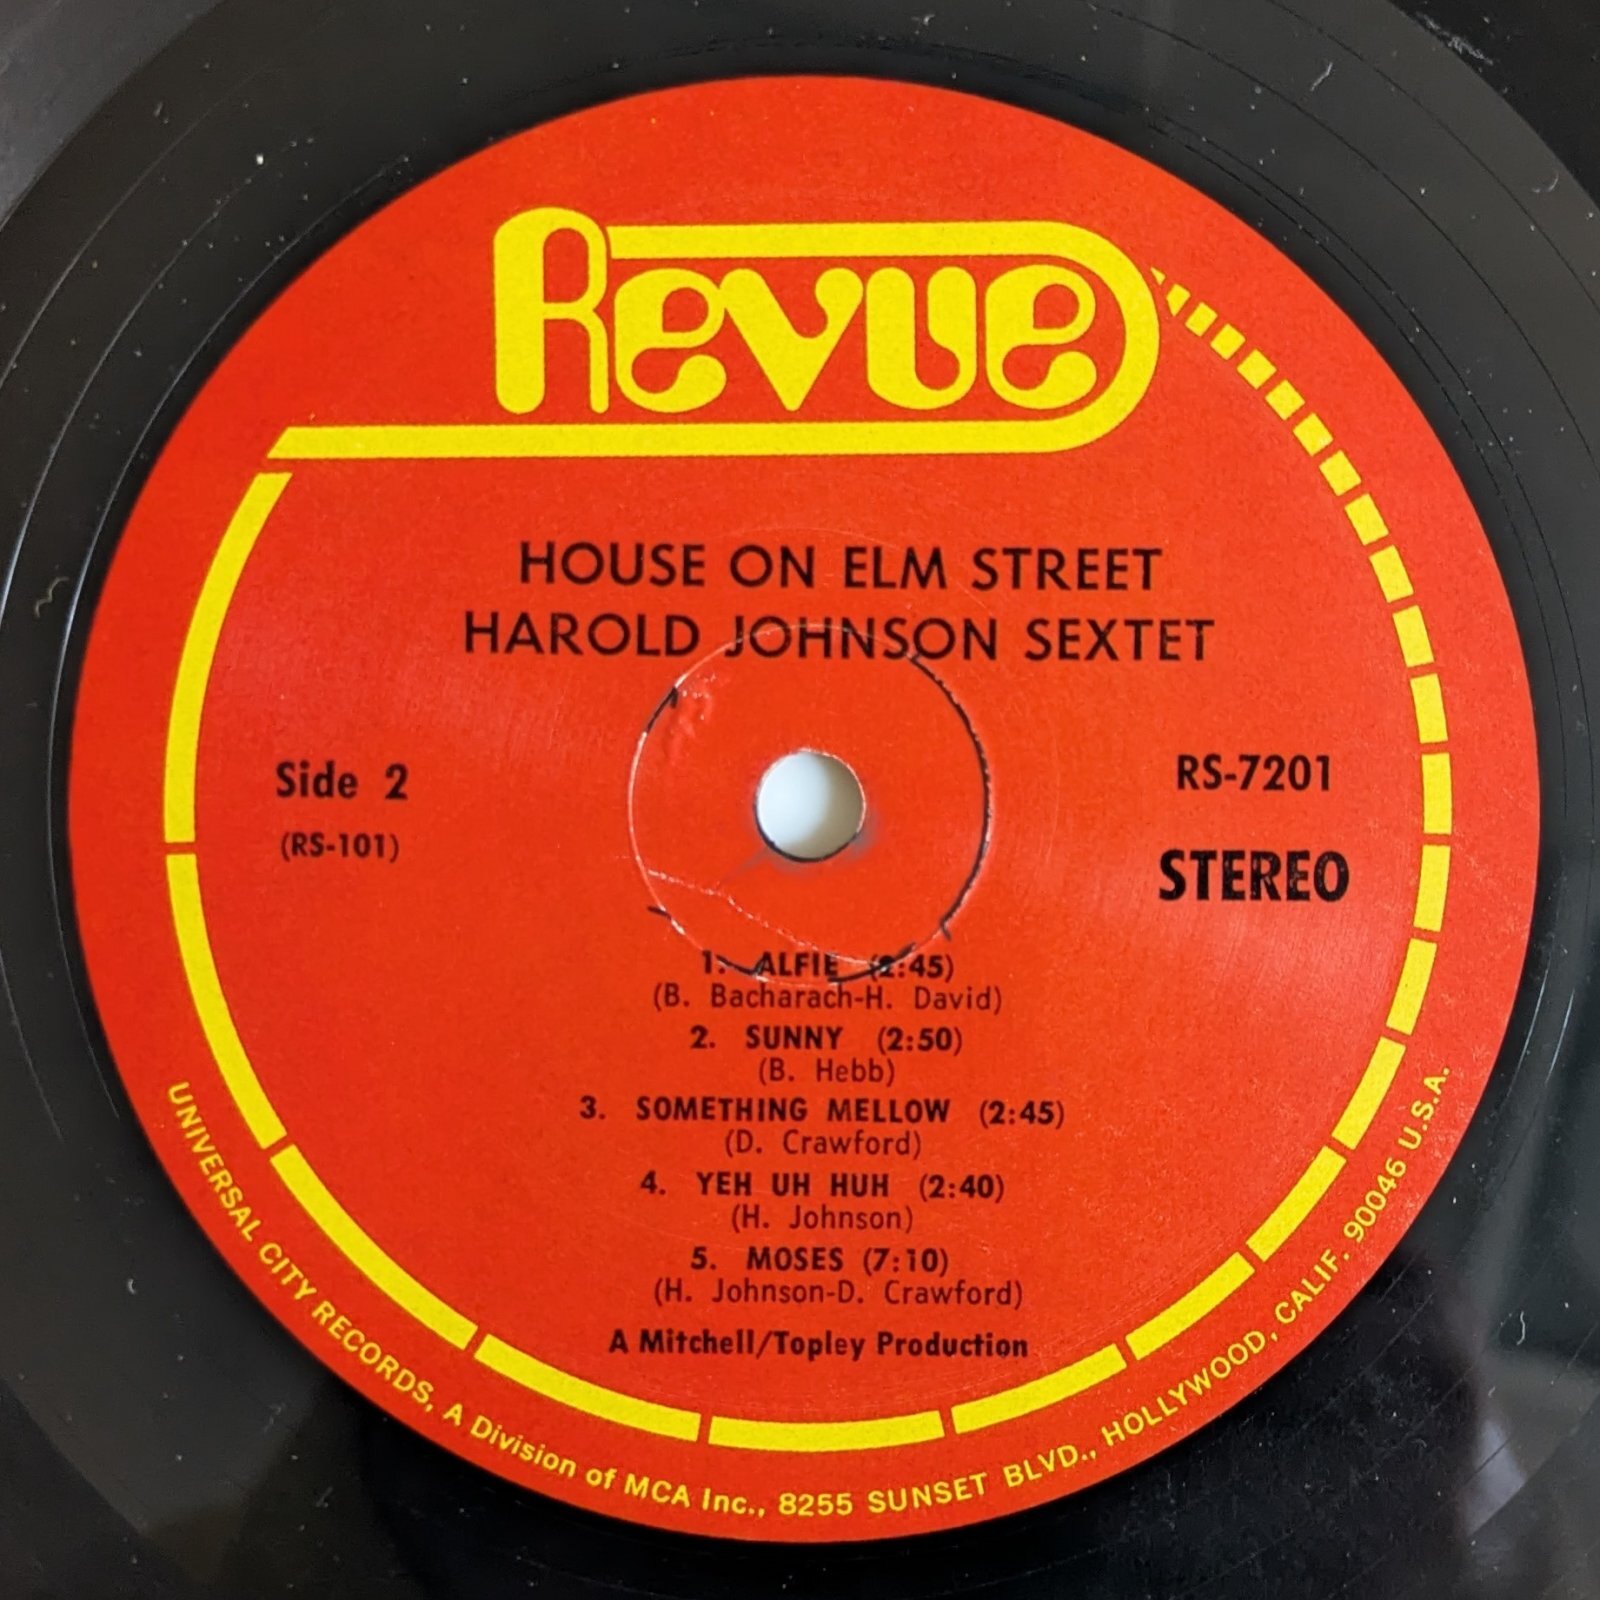 Revue
HOUSE ON ELM STREET
HAROLD JOHNSON SEXTET
Side 2
(RS-101)
RS-7201
STEREO
1. ALFIE (2:45)
(B. Bacharach-H. David)
2. SUNNY (2:50)
(B. Hebb)
3. SOMETHING MELLOW (2:45)
(D. Crawford)
4. YEH UH HUH (2:40)
(H. Johnson)
5. MOSES (7:10)
(H. Johnson-D. Crawford)
A Mitchell/Topley Production
UNIVERSAL CITY RECORDS, A Division of MCA Inc., 8255 SUNSET BLVD., HOLLYWOOD, CALIF. 90046 U.S.A.